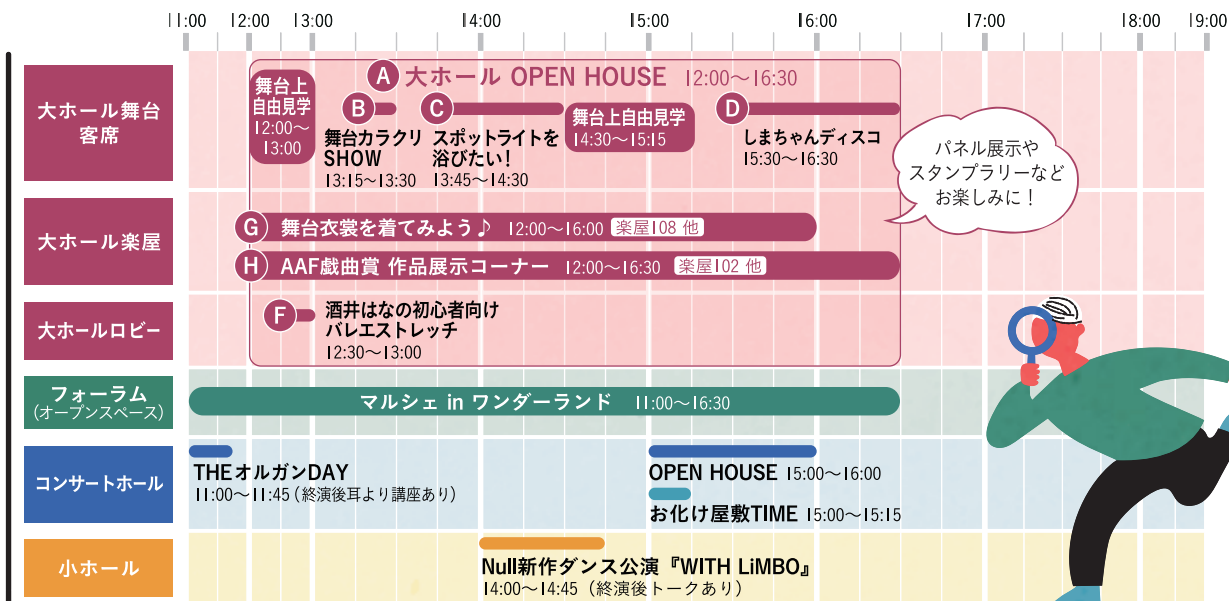 11:00 12:00 13:00 14:00 15:00 16:00 17:00 18:00 19:00
大ホール舞台
客席
舞台上
自由見学
12:00〜
13:00
A 大ホール OPEN HOUSE 12:00〜16:30
B
舞台カラクリ
SHOW
13:15〜13:30
C
スポットライトを
浴びたい!
13:45〜14:30
舞台上自由見学
14:30〜15:15
D
しまちゃんディスコ
15:30〜16:30
パネル展示や
スタンプラリーなど
お楽しみに!
大ホール楽屋
G 舞台衣裳を着てみよう♪ 12:00〜16:00 楽屋108 他
H AAF戯曲賞 作品展示コーナー 12:00〜16:30 楽屋102 他
大ホールロビー
F 酒井はなの初心者向け
バレエストレッチ
12:30〜13:00
フォーラム
(オープンスペース)
マルシェ in ワンダーランド 11:00〜16:30
コンサートホール
THEオルガンDAY
11:00〜11:45(終演後耳より講座あり)
OPEN HOUSE 15:00〜16:00
お化け屋敷TIME 15:00〜15:15
小ホール
Null新作ダンス公演『WITH LiMBO』
14:00〜14:45(終演後トークあり)